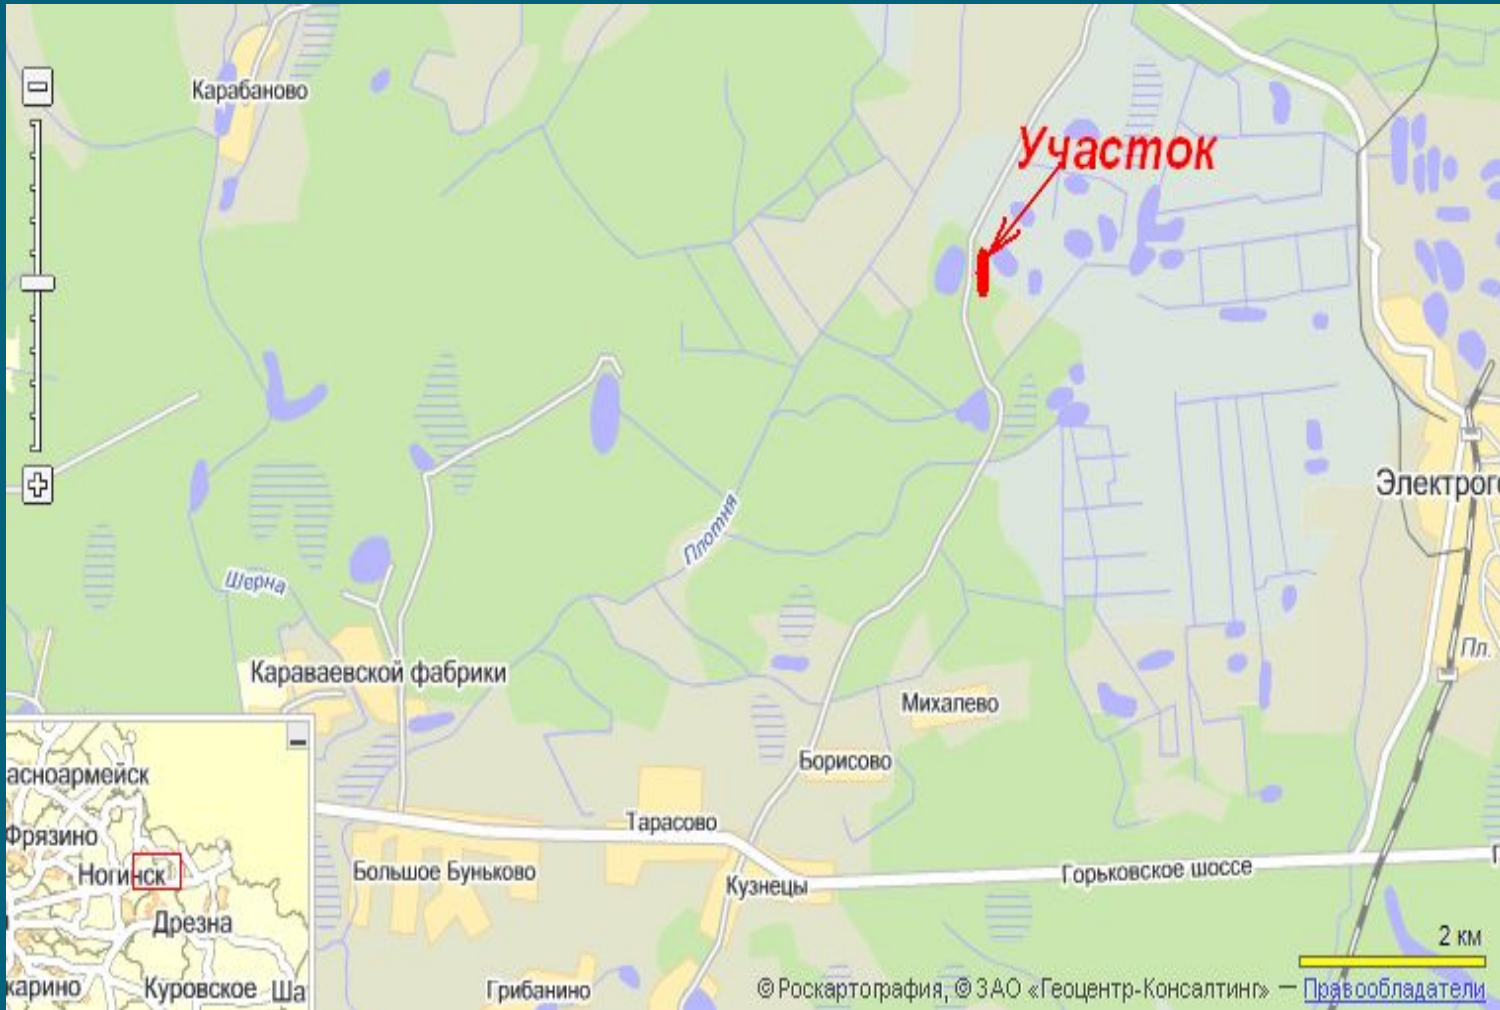 Карабаново
Участок
Электрого
Плотня
Шерна
Пл.
Караваевской фабрики
Михалево
Борисово
Тарасово
Большое Буньково
Кузнецы
Горьковское шоссе
Грибанино
асноармейск
Фрязино
Ногинск
Дрезна
карино
Куровское
Ша
2 км
© Роскартография, © ЗАО «Геоцентр-Консалтинг» — Правообладатели